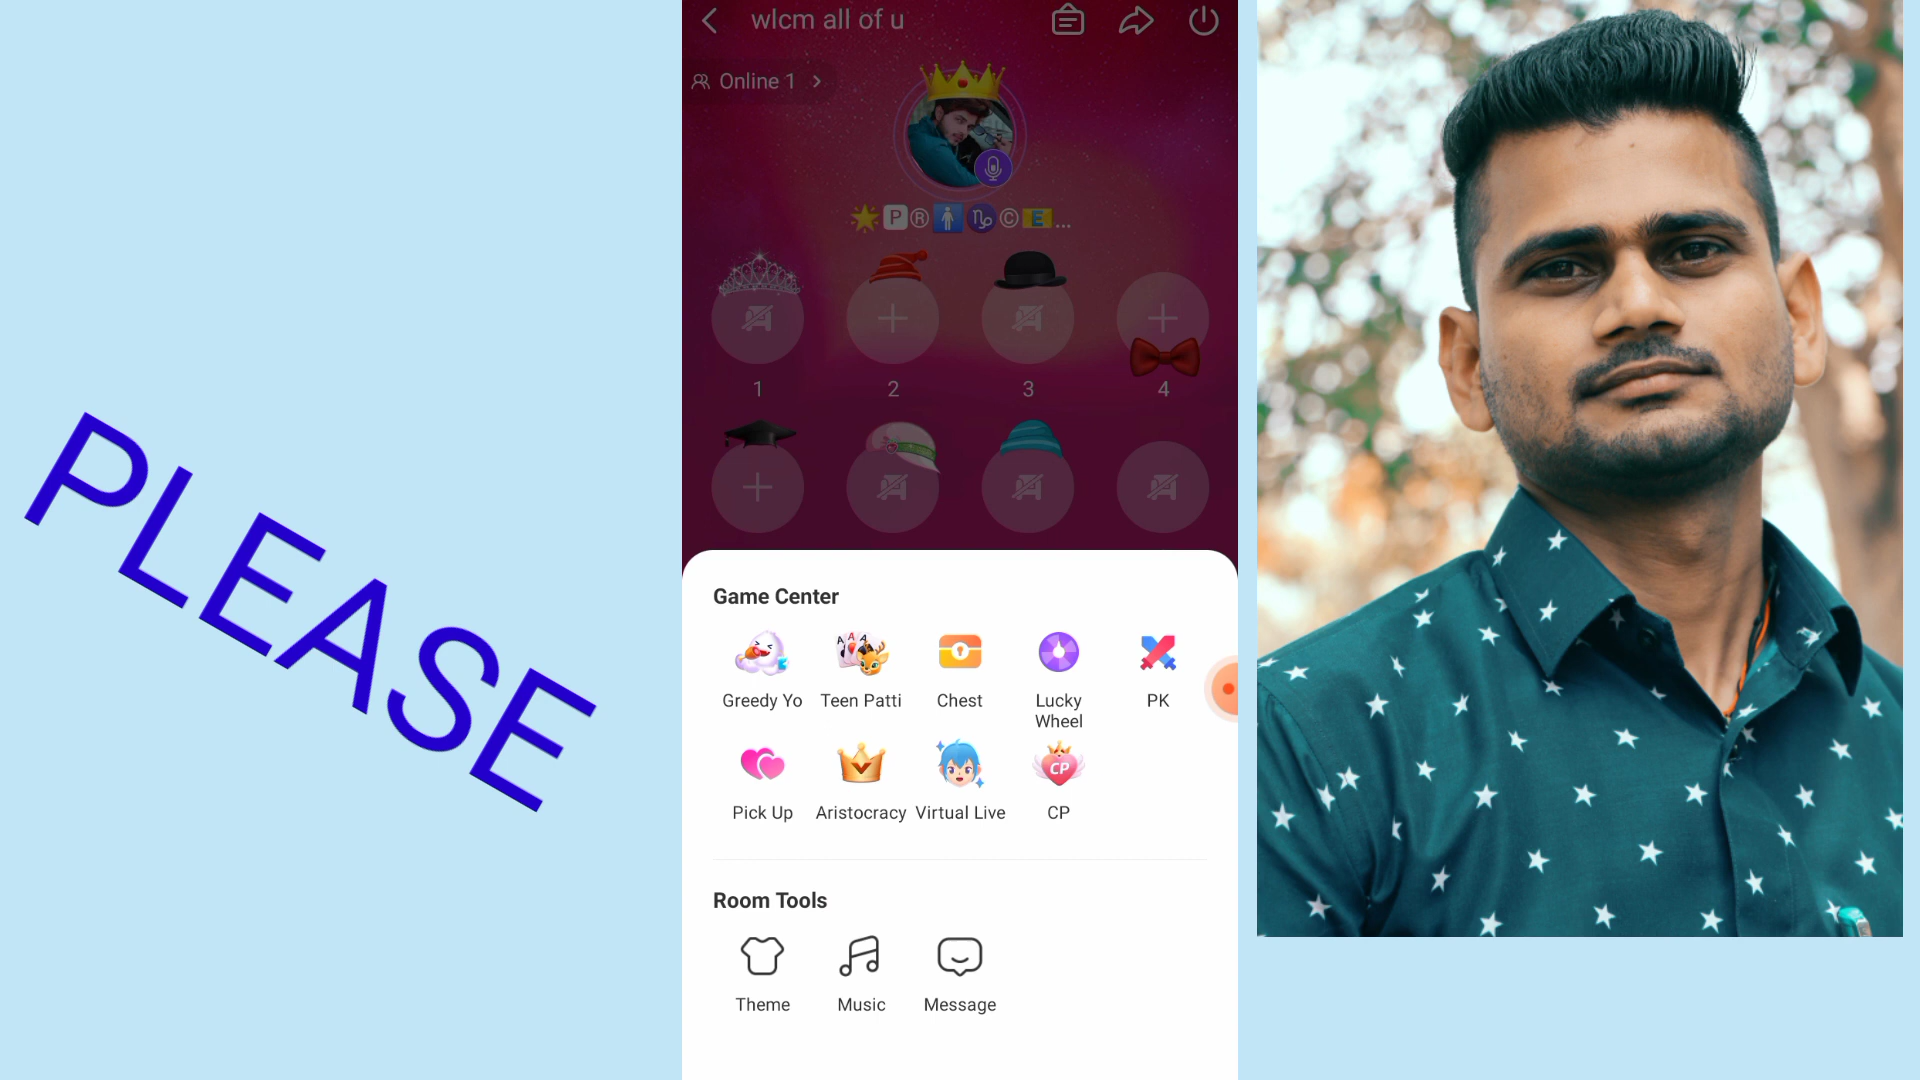 PLEASE
wlcm all of u
Online 1
🌟🅿®🚹♑©🇪...
1 2 3 4
Game Center
Greedy Yo Teen Patti Chest Lucky Wheel PK
Pick Up Aristocracy Virtual Live CP
CP
Room Tools
Theme Music Message